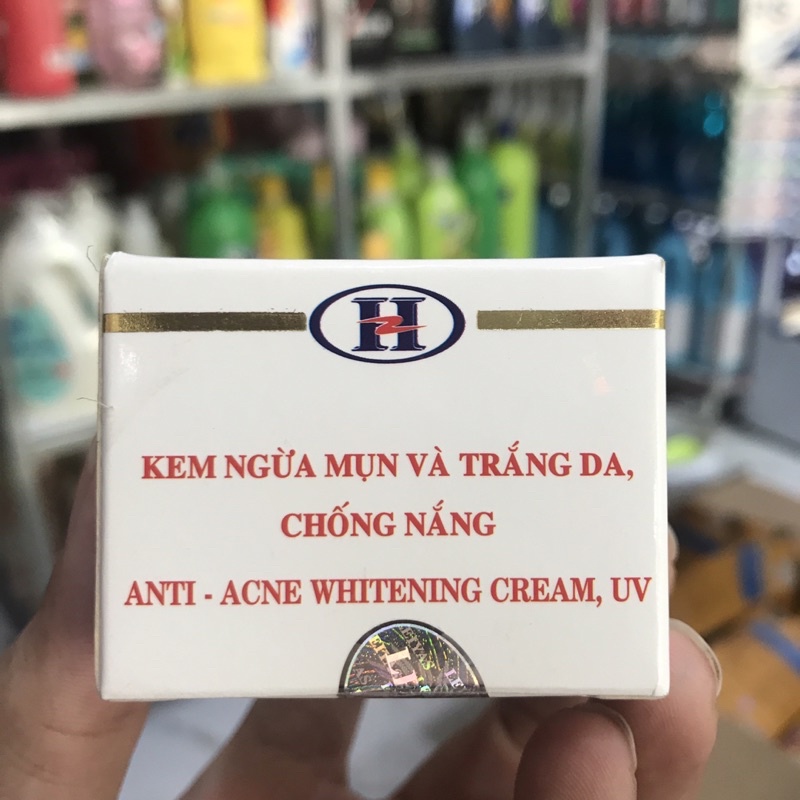 H
KEM NGỪA MỤN VÀ TRẮNG DA,
CHỐNG NẮNG
ANTI - ACNE WHITENING CREAM, UV